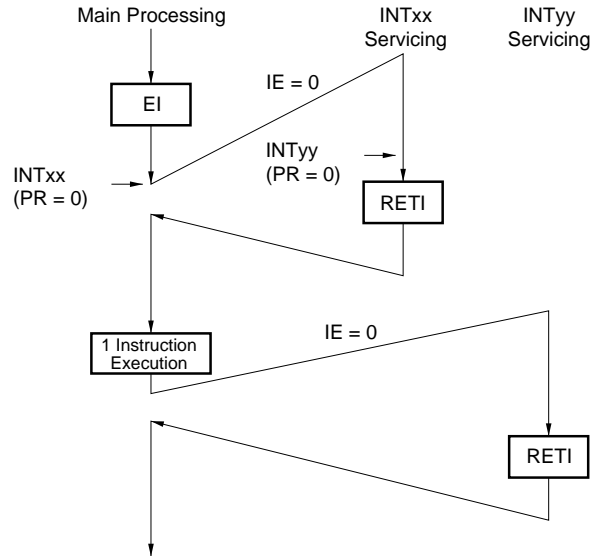 Main Processing
INTxx
Servicing
INTyy
Servicing
IE = 0
EI
INTxx
(PR = 0)
INTyy
(PR = 0)
RETI
IE = 0
1 Instruction
Execution
RETI